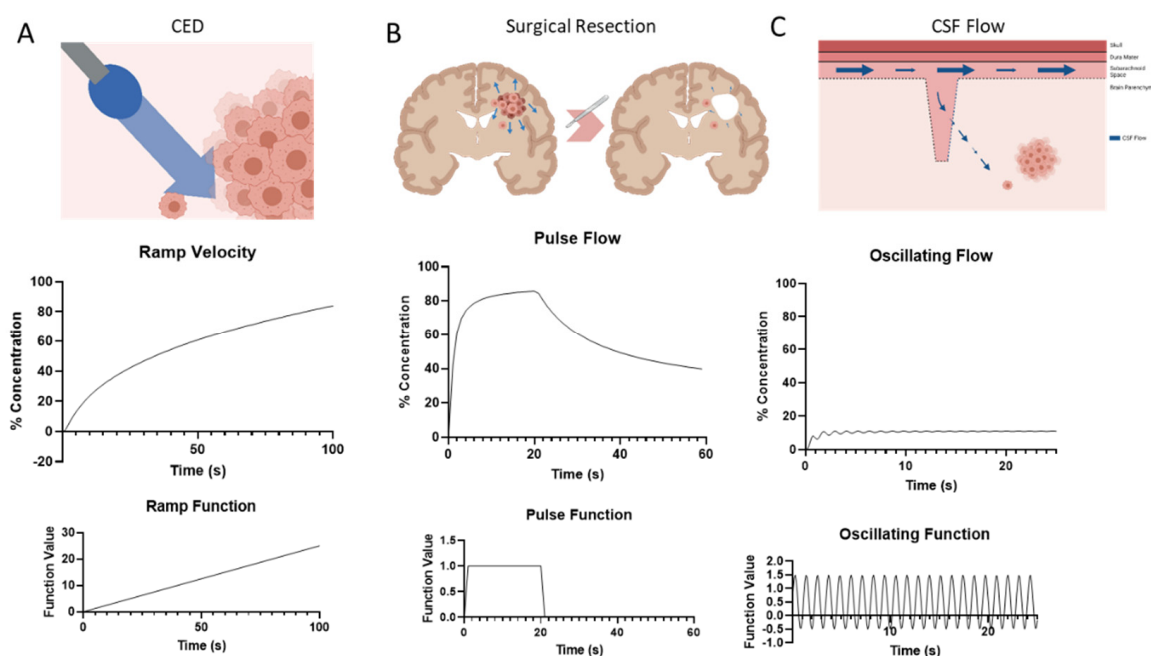 A
CED
B
Surgical Resection
C
CSF Flow
Skull
Dura Mater
Subarachnoid
Space
Brain Parenchym
CSF Flow
Ramp Velocity
% Concentration
100
80
60
40
20
0
-20
50
100
Time (s)
Pulse Flow
% Concentration
100
80
60
40
20
0
0
20
40
60
Time (s)
Oscillating Flow
% Concentration
100
80
60
40
20
0
10
20
Time (s)
Ramp Function
Function Value
30
20
10
0
0
50
100
Time (s)
Pulse Function
Function Value
1.5
1.0
0.5
0.0
0
20
40
60
Time (s)
Oscillating Function
Function Value
2.0
1.5
1.0
0.5
0.0
-0.5
-1.0
10
20
Time (s)